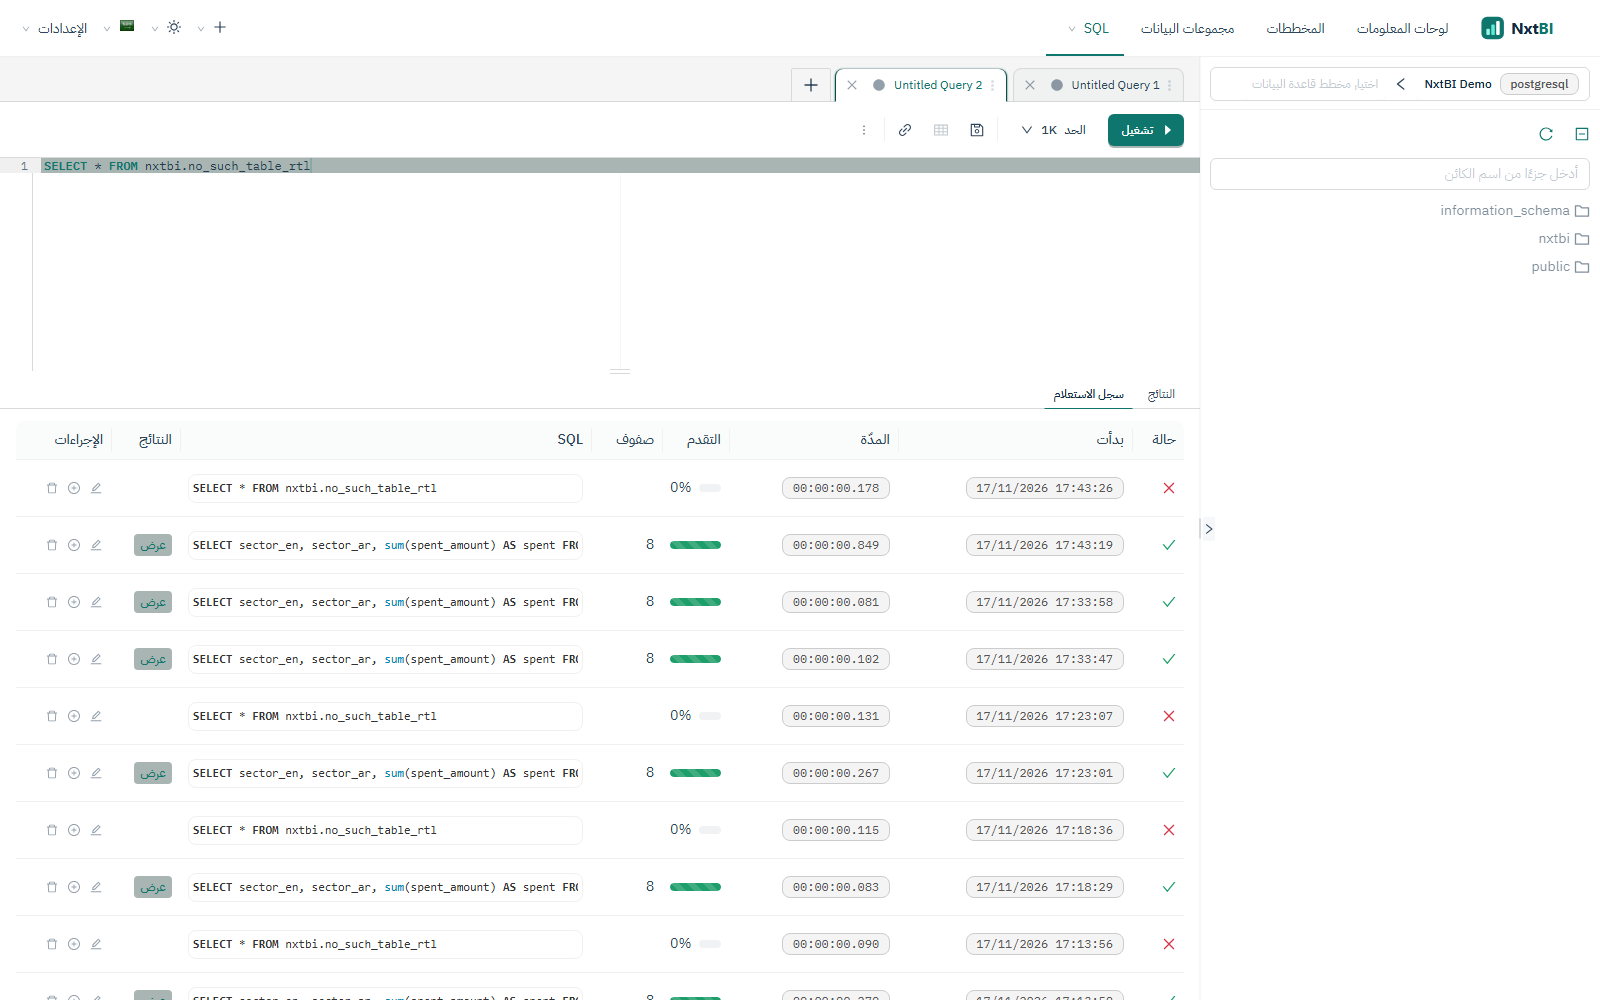 NxtBI لوحات المعلومات المخططات مجموعات البيانات SQL الإعدادات
postgresql NxtBI Demo اختيار مخطط قاعدة البيانات
Untitled Query 1 Untitled Query 2
تشغيل الحد 1K
أدخل جزءًا من اسم الكائن
information_schema
nxtbi
public
1 SELECT * FROM nxtbi.no_such_table_rtl
النتائج سجل الاستعلام
حالة بدأت المدّة التقدم صفوف SQL النتائج الإجراءات
17/11/2026 17:43:26 00:00:00.178 0% SELECT * FROM nxtbi.no_such_table_rtl
17/11/2026 17:43:19 00:00:00.849 8 SELECT sector_en, sector_ar, sum(spent_amount) AS spent FRO عرض
17/11/2026 17:33:58 00:00:00.081 8 SELECT sector_en, sector_ar, sum(spent_amount) AS spent FRO عرض
17/11/2026 17:33:47 00:00:00.102 8 SELECT sector_en, sector_ar, sum(spent_amount) AS spent FRO عرض
17/11/2026 17:23:07 00:00:00.131 0% SELECT * FROM nxtbi.no_such_table_rtl
17/11/2026 17:23:01 00:00:00.267 8 SELECT sector_en, sector_ar, sum(spent_amount) AS spent FRO عرض
17/11/2026 17:18:36 00:00:00.115 0% SELECT * FROM nxtbi.no_such_table_rtl
17/11/2026 17:18:29 00:00:00.083 8 SELECT sector_en, sector_ar, sum(spent_amount) AS spent FRO عرض
17/11/2026 17:13:56 00:00:00.090 0% SELECT * FROM nxtbi.no_such_table_rtl